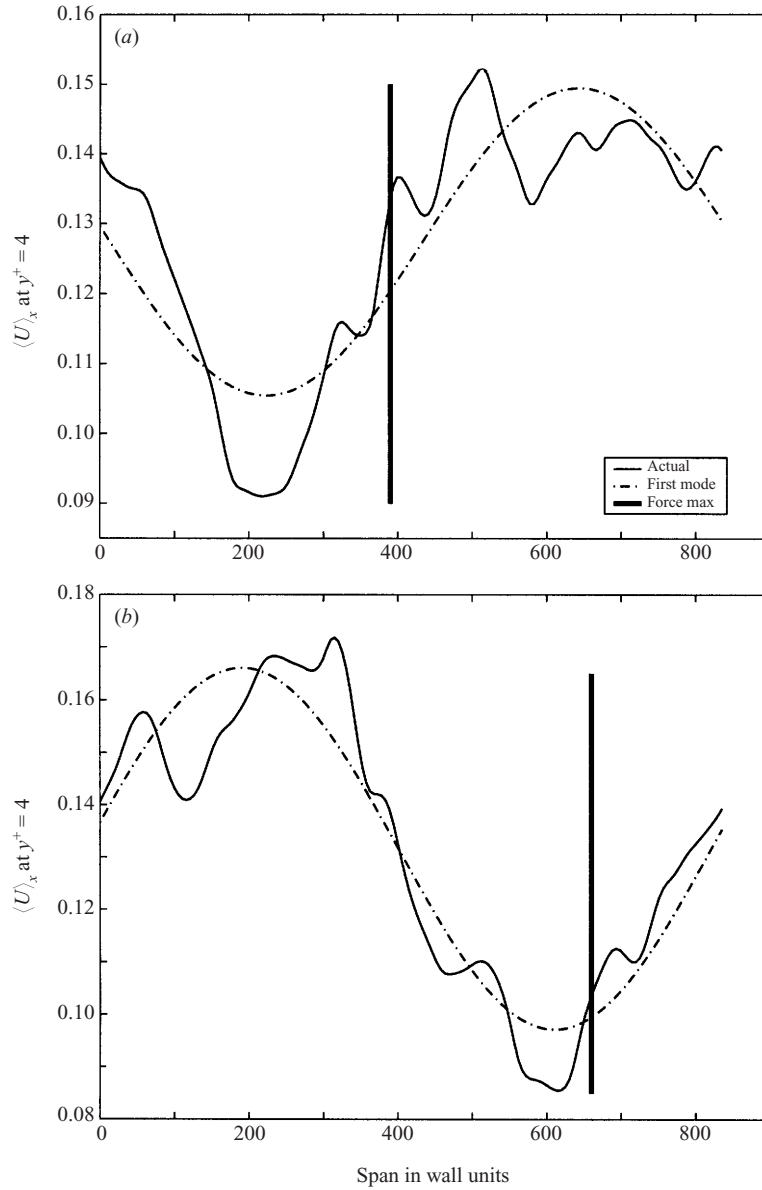 0.16
(a)
0.15
0.14
0.13
0.12
0.11
0.10
0.09
⟨U⟩x at y+ = 4
Actual
First mode
Force max
0 200 400 600 800
0.18
(b)
0.16
0.14
0.12
0.10
0.08
⟨U⟩x at y+ = 4
0 200 400 600 800
Span in wall units